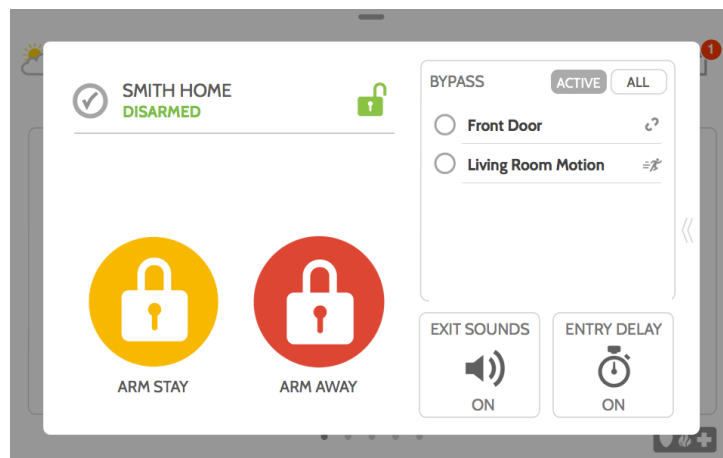 SMITH HOME
DISARMED
ARM STAY
ARM AWAY
BYPASS
ACTIVE
ALL
Front Door
Living Room Motion
EXIT SOUNDS
ON
ENTRY DELAY
ON
1